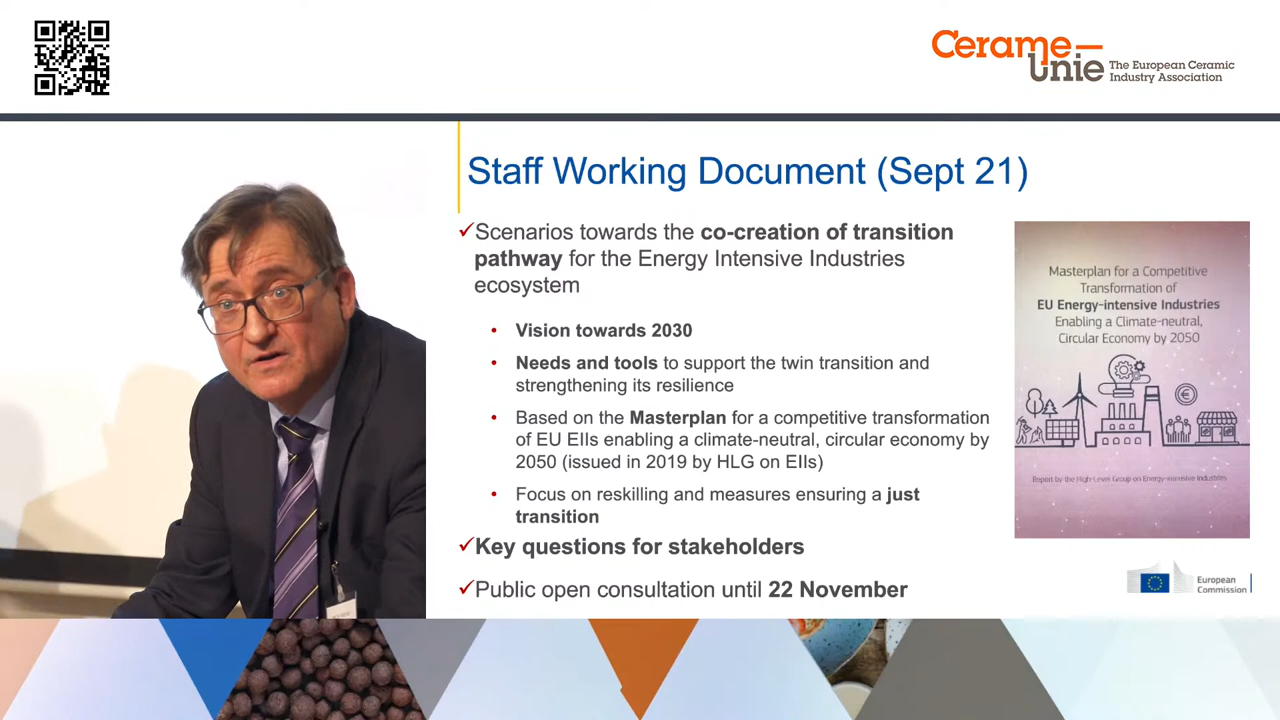 Cerame—
Unie The European Ceramic
Industry Association
Staff Working Document (Sept 21)
Scenarios towards the co-creation of transition
pathway for the Energy Intensive Industries
ecosystem
• Vision towards 2030
• Needs and tools to support the twin transition and
strengthening its resilience
• Based on the Masterplan for a competitive transformation
of EU EIIs enabling a climate-neutral, circular economy by
2050 (issued in 2019 by HLG on EIIs)
• Focus on reskilling and measures ensuring a just
transition
Key questions for stakeholders
Public open consultation until 22 November
Masterplan for a Competitive
Transformation of
EU Energy-intensive Industries
Enabling a Climate-neutral,
Circular Economy by 2050
Report by the High-Level Group on Energy-intensive Industries
European
Commission